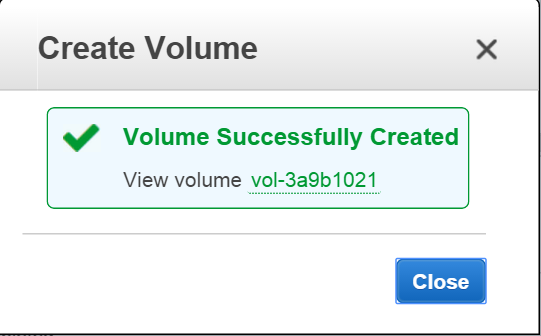 Create Volume
Volume Successfully Created
View volume vol-3a9b1021
Close